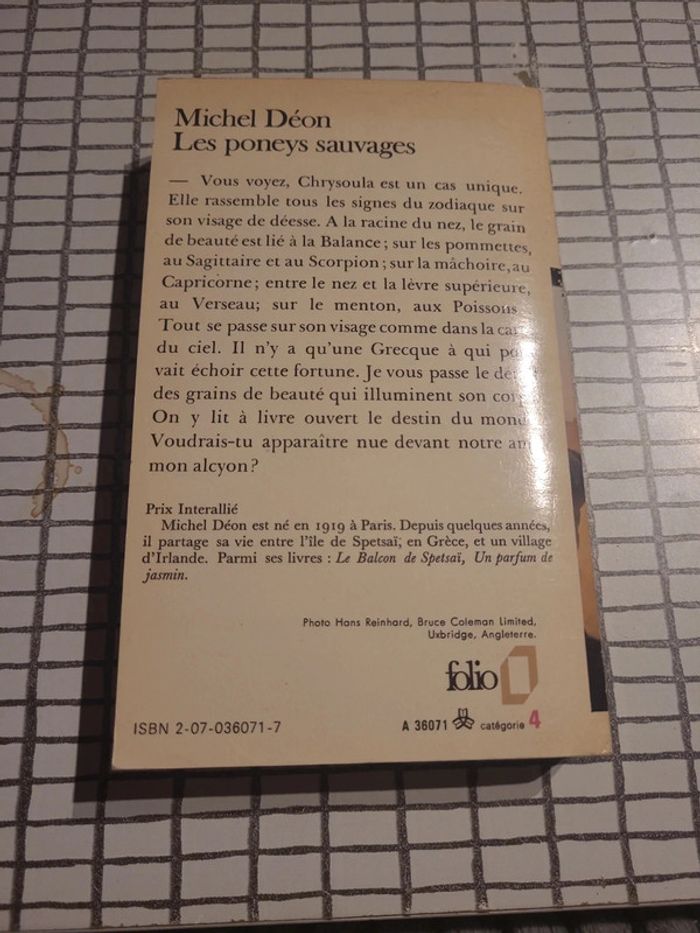 Michel Déon
Les poneys sauvages
— Vous voyez, Chrysoula est un cas unique.
Elle rassemble tous les signes du zodiaque sur
son visage de déesse. A la racine du nez, le grain
de beauté est lié à la Balance ; sur les pommettes,
au Sagittaire et au Scorpion ; sur la mâchoire, au
Capricorne ; entre le nez et la lèvre supérieure,
au Verseau; sur le menton, aux Poissons
Tout se passe sur son visage comme dans la
du ciel. Il n'y a qu'une Grecque à qui
vait échoir cette fortune. Je vous passe le
des grains de beauté qui illuminent son
On y lit à livre ouvert le destin du
Voudrais-tu apparaître nue devant notre
mon alcyon?
Prix Interallié
Michel Déon est né en 1919 à Paris. Depuis quelques années,
il partage sa vie entre l'île de Spetsaï, en Grèce, et un village
d'Irlande. Parmi ses livres : Le Balcon de Spetsaï, Un parfum de
jasmin.
Photo Hans Reinhard, Bruce Coleman Limited,
Uxbridge, Angleterre.
folio
ISBN 2-07-036071-7 A 36071 catégorie 4